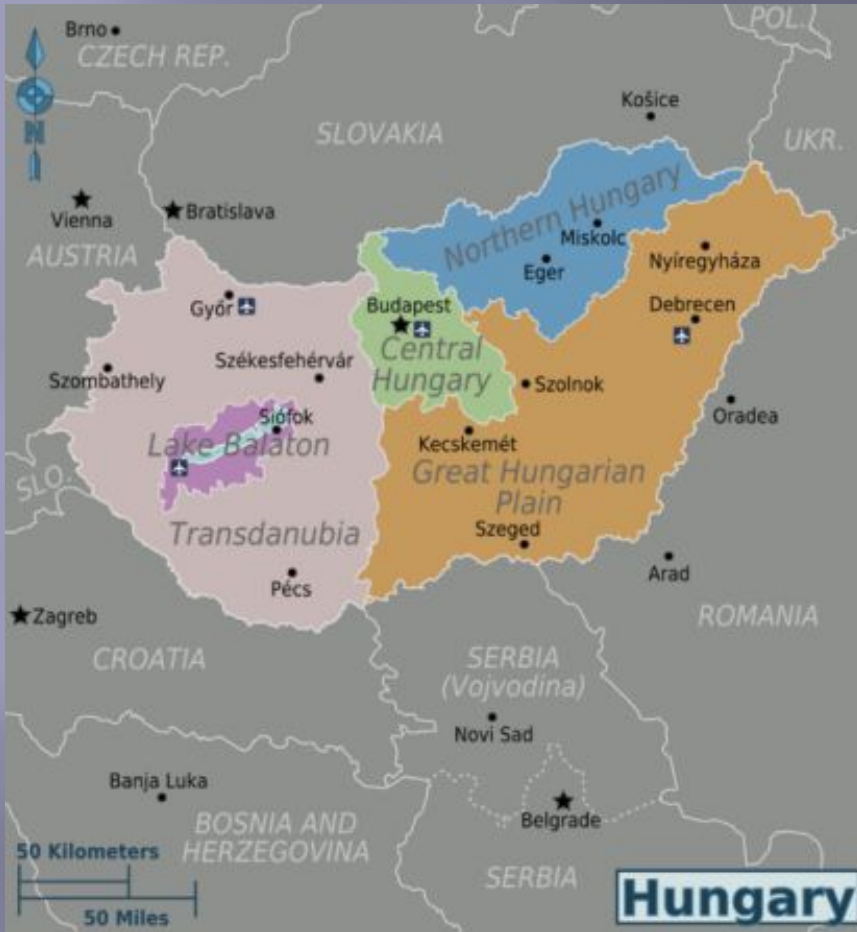 Brno
CZECH REP.
POL.
N
SLOVAKIA
Košice
UKR.
Vienna
Bratislava
AUSTRIA
Northern Hungary
Miskolc
Eger
Nyíregyháza
Győr
Budapest
Debrecen
Central
Hungary
Szombathely
Székesfehérvár
Szolnok
Oradea
Siófok
Lake Balaton
Kecskemét
Great Hungarian
Plain
SLO.
Transdanubia
Szeged
Pécs
Arad
Zagreb
ROMANIA
CROATIA
SERBIA
(Vojvodina)
Novi Sad
Banja Luka
Belgrade
BOSNIA AND
HERZEGOVINA
50 Kilometers
50 Miles
SERBIA
Hungary